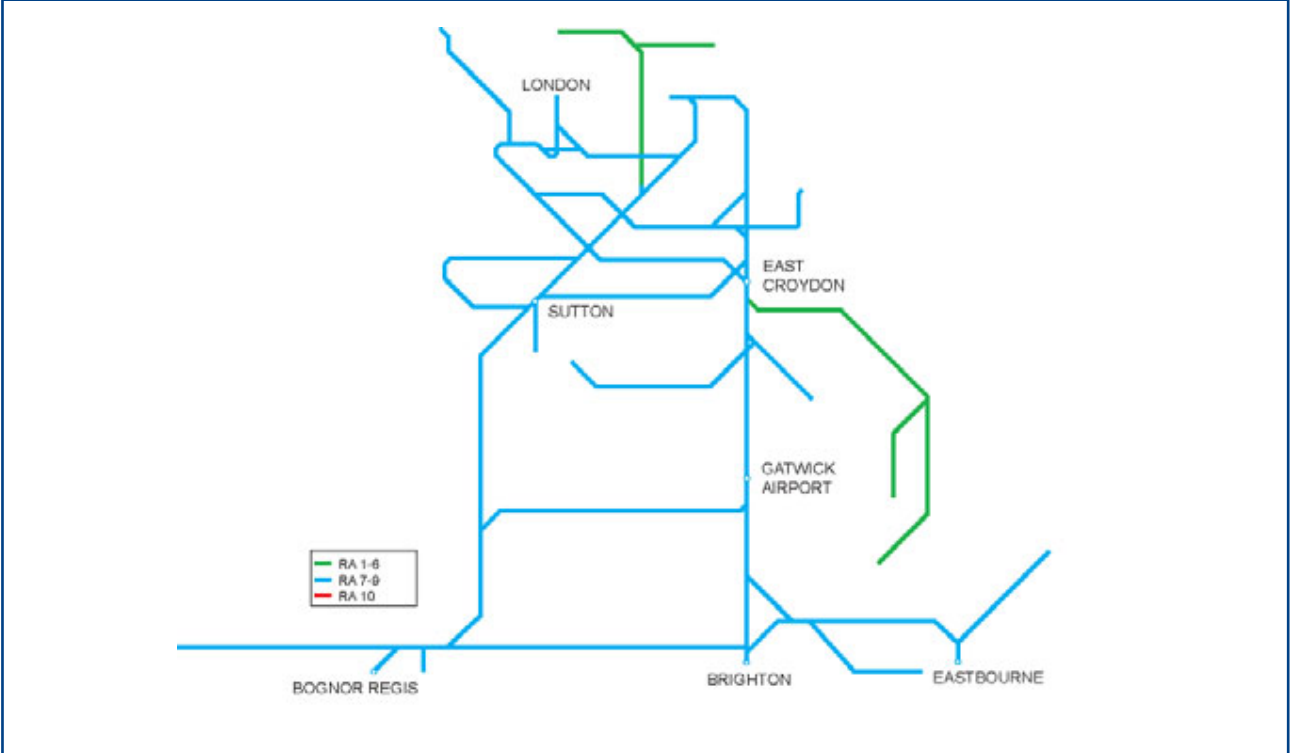 LONDON
EAST
CROYDON
SUTTON
GATWICK
AIRPORT
RA 1-6
RA 7-9
RA 10
BOGNOR REGIS
BRIGHTON
EASTBOURNE